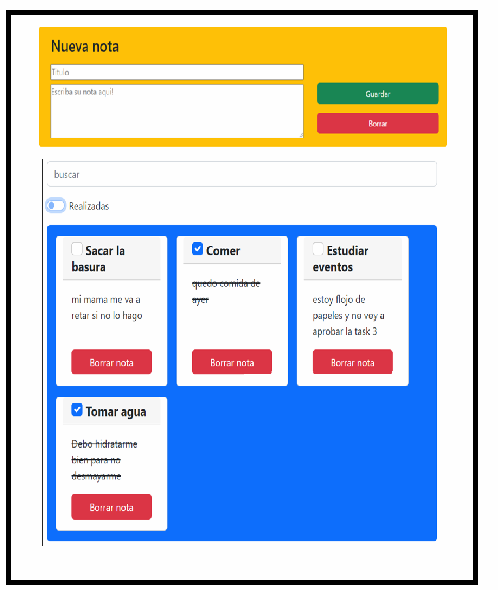 Nueva nota
Titulo
Escriba su nota aqui!
Guardar
Borrar
buscar
Realizadas
Sacar la
basura
mi mama me va a
retar si no lo hago
Borrar nota
Comer
quedo comida de
ayer
Borrar nota
Estudiar
eventos
estoy flojo de
papeles y no voy a
aprobar la task 3
Borrar nota
Tomar agua
Debo hidratarme
bien para no
desmayarme
Borrar nota